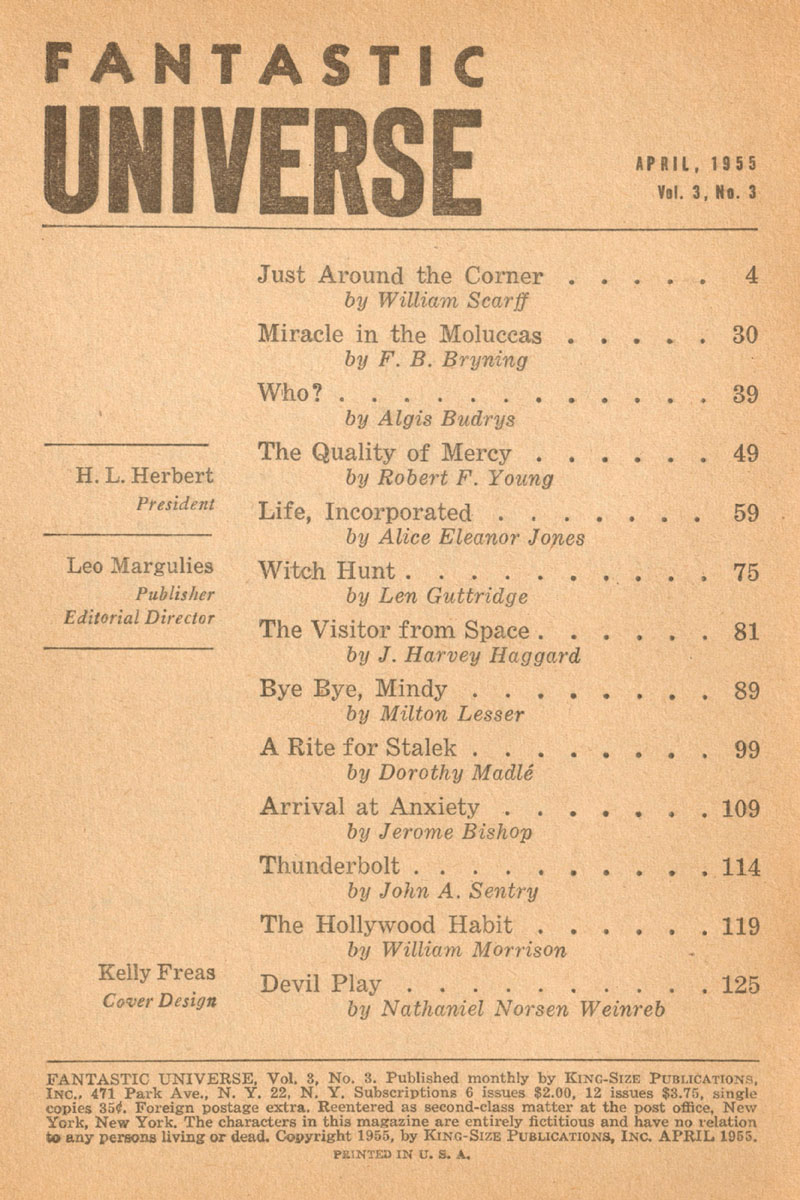 FANTASTIC
UNIVERSE
APRIL, 1955
Vol. 3, No. 3
Just Around the Corner . . . . . 4
by William Scarff
Miracle in the Moluccas . . . . . 30
by F. B. Bryning
Who? . . . . . . . . . . . . 39
by Algis Budrys
The Quality of Mercy . . . . . . 49
by Robert F. Young
Life, Incorporated . . . . . . . 59
by Alice Eleanor Jones
Witch Hunt . . . . . . . . . . 75
by Len Guttridge
The Visitor from Space . . . . . . 81
by J. Harvey Haggard
Bye Bye, Mindy . . . . . . . . 89
by Milton Lesser
A Rite for Stalek . . . . . . . . 99
by Dorothy Madlé
Arrival at Anxiety . . . . . . . 109
by Jerome Bishop
Thunderbolt . . . . . . . . . . 114
by John A. Sentry
The Hollywood Habit . . . . . . 119
by William Morrison
Devil Play . . . . . . . . . . 125
by Nathaniel Norsen Weinreb
H. L. Herbert
President
Leo Margulies
Publisher
Editorial Director
Kelly Freas
Cover Design
FANTASTIC UNIVERSE, Vol. 3, No. 3. Published monthly by KING-SIZE PUBLICATIONS,
INC., 471 Park Ave., N. Y. 22, N. Y. Subscriptions 6 issues $2.00, 12 issues $3.75, single
copies 35¢. Foreign postage extra. Reentered as second-class matter at the post office, New
York, New York. The characters in this magazine are entirely fictitious and have no relation
to any persons living or dead. Copyright 1955, by KING-SIZE PUBLICATIONS, INC. APRIL 1955.
PRINTED IN U. S. A.